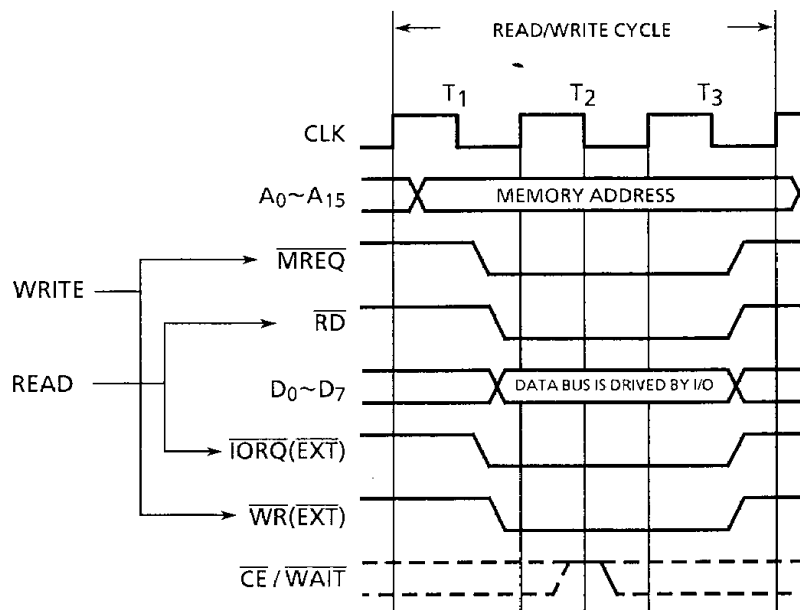 READ/WRITE CYCLE
T1 T2 T3
CLK
A0~A15 MEMORY ADDRESS
MREQ
WRITE
RD
READ
D0~D7 DATA BUS IS DRIVED BY I/O
IORQ(EXT)
WR(EXT)
CE / WAIT